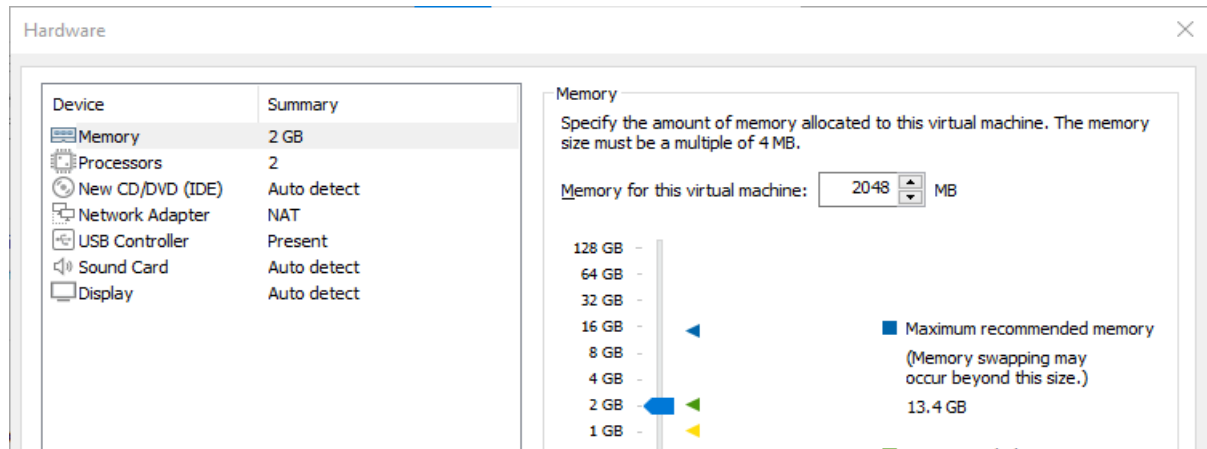 Hardware
Device Summary
Memory 2 GB
Processors 2
New CD/DVD (IDE) Auto detect
Network Adapter NAT
USB Controller Present
Sound Card Auto detect
Display Auto detect
Memory
Specify the amount of memory allocated to this virtual machine. The memory
size must be a multiple of 4 MB.
Memory for this virtual machine: 2048 MB
128 GB
64 GB
32 GB
16 GB
8 GB
4 GB
2 GB
1 GB
Maximum recommended memory
(Memory swapping may
occur beyond this size.)
13.4 GB